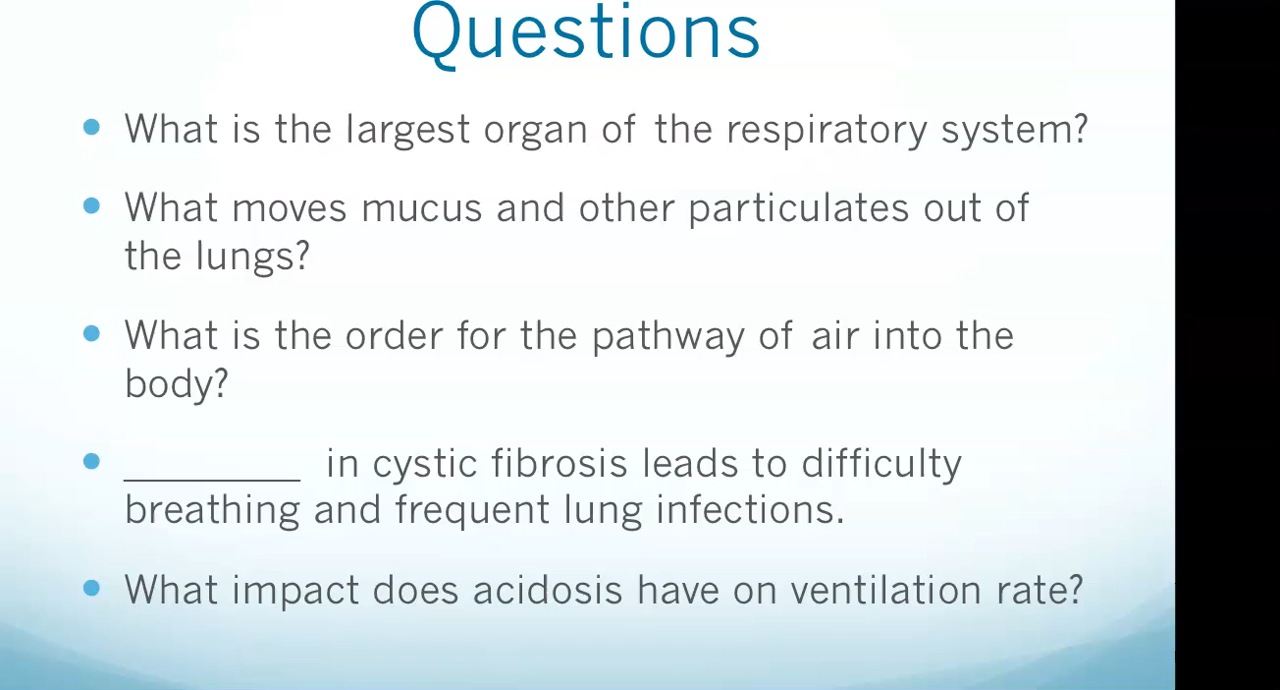 Questions
• What is the largest organ of the respiratory system?
• What moves mucus and other particulates out of
the lungs?
• What is the order for the pathway of air into the
body?
• ________ in cystic fibrosis leads to difficulty
breathing and frequent lung infections.
• What impact does acidosis have on ventilation rate?